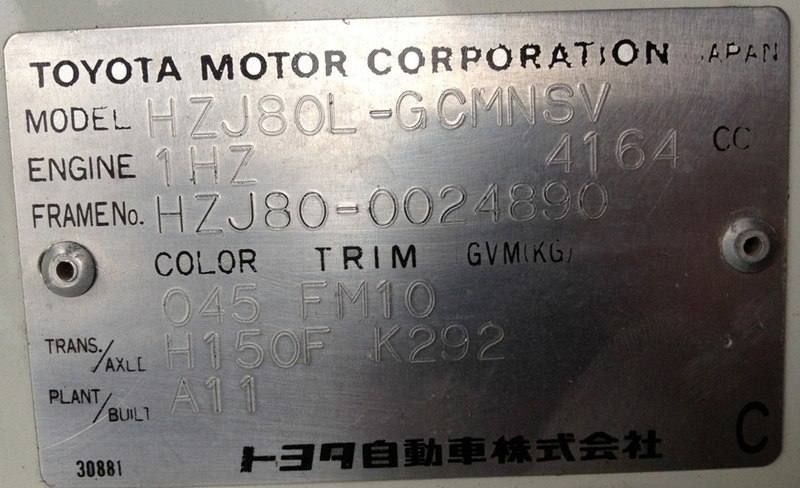 TOYOTA MOTOR CORPORATION JAPAN
MODEL HZJ80L-GCMNSV
ENGINE 1HZ 4164 CC
FRAME No. HZJ80-0024890
COLOR TRIM GVM(KG)
045 FM10
TRANS./AXLE H150F K292
PLANT/BUILT A11
トヨタ自動車株式会社 C
30881